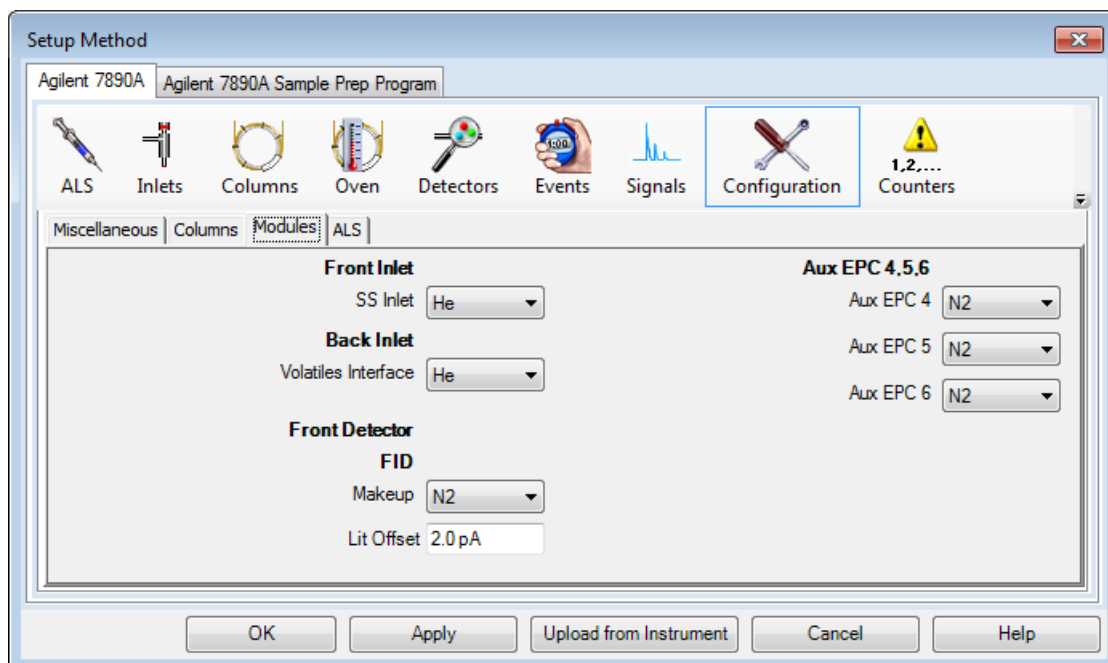 Setup Method
Agilent 7890A
Agilent 7890A Sample Prep Program
1:00
1,2,...
ALS
Inlets
Columns
Oven
Detectors
Events
Signals
Configuration
Counters
Miscellaneous
Columns
Modules
ALS
Front Inlet
SS Inlet He
Back Inlet
Volatiles Interface He
Front Detector
FID
Makeup N2
Lit Offset 2.0 pA
Aux EPC 4,5,6
Aux EPC 4 N2
Aux EPC 5 N2
Aux EPC 6 N2
OK
Apply
Upload from Instrument
Cancel
Help